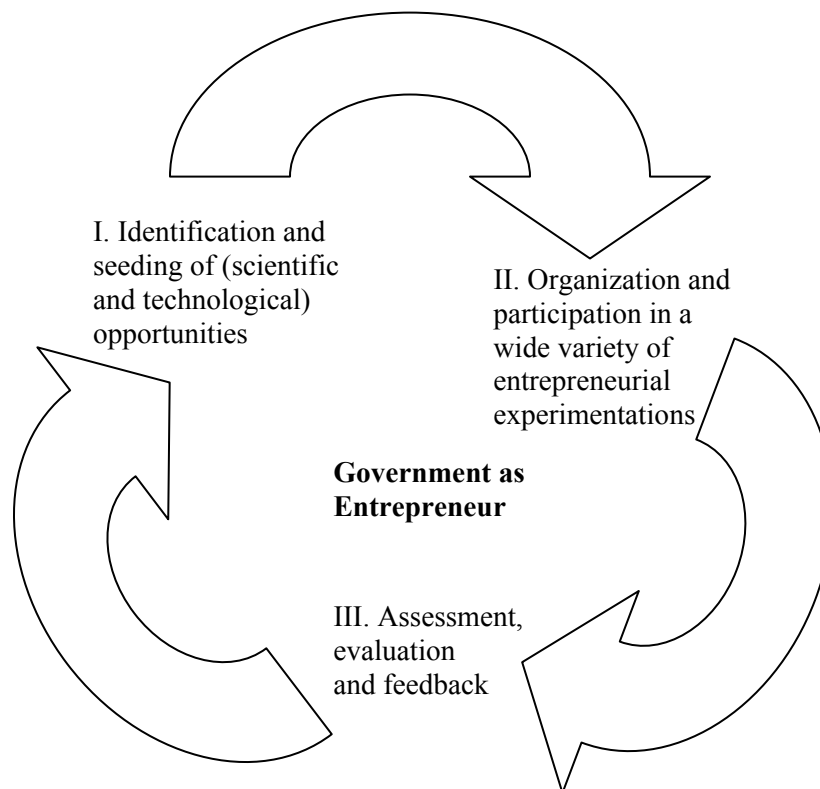 I. Identification and
seeding of (scientific
and technological)
opportunities
II. Organization and
participation in a
wide variety of
entrepreneurial
experimentations
Government as
Entrepreneur
III. Assessment,
evaluation
and feedback